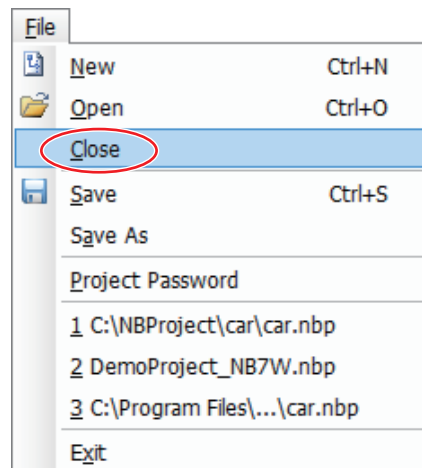 File
New Ctrl+N
Open Ctrl+O
Close
Save Ctrl+S
Save As
Project Password
1 C:\NBProject\car\car.nbp
2 DemoProject_NB7W.nbp
3 C:\Program Files\...\car.nbp
Exit